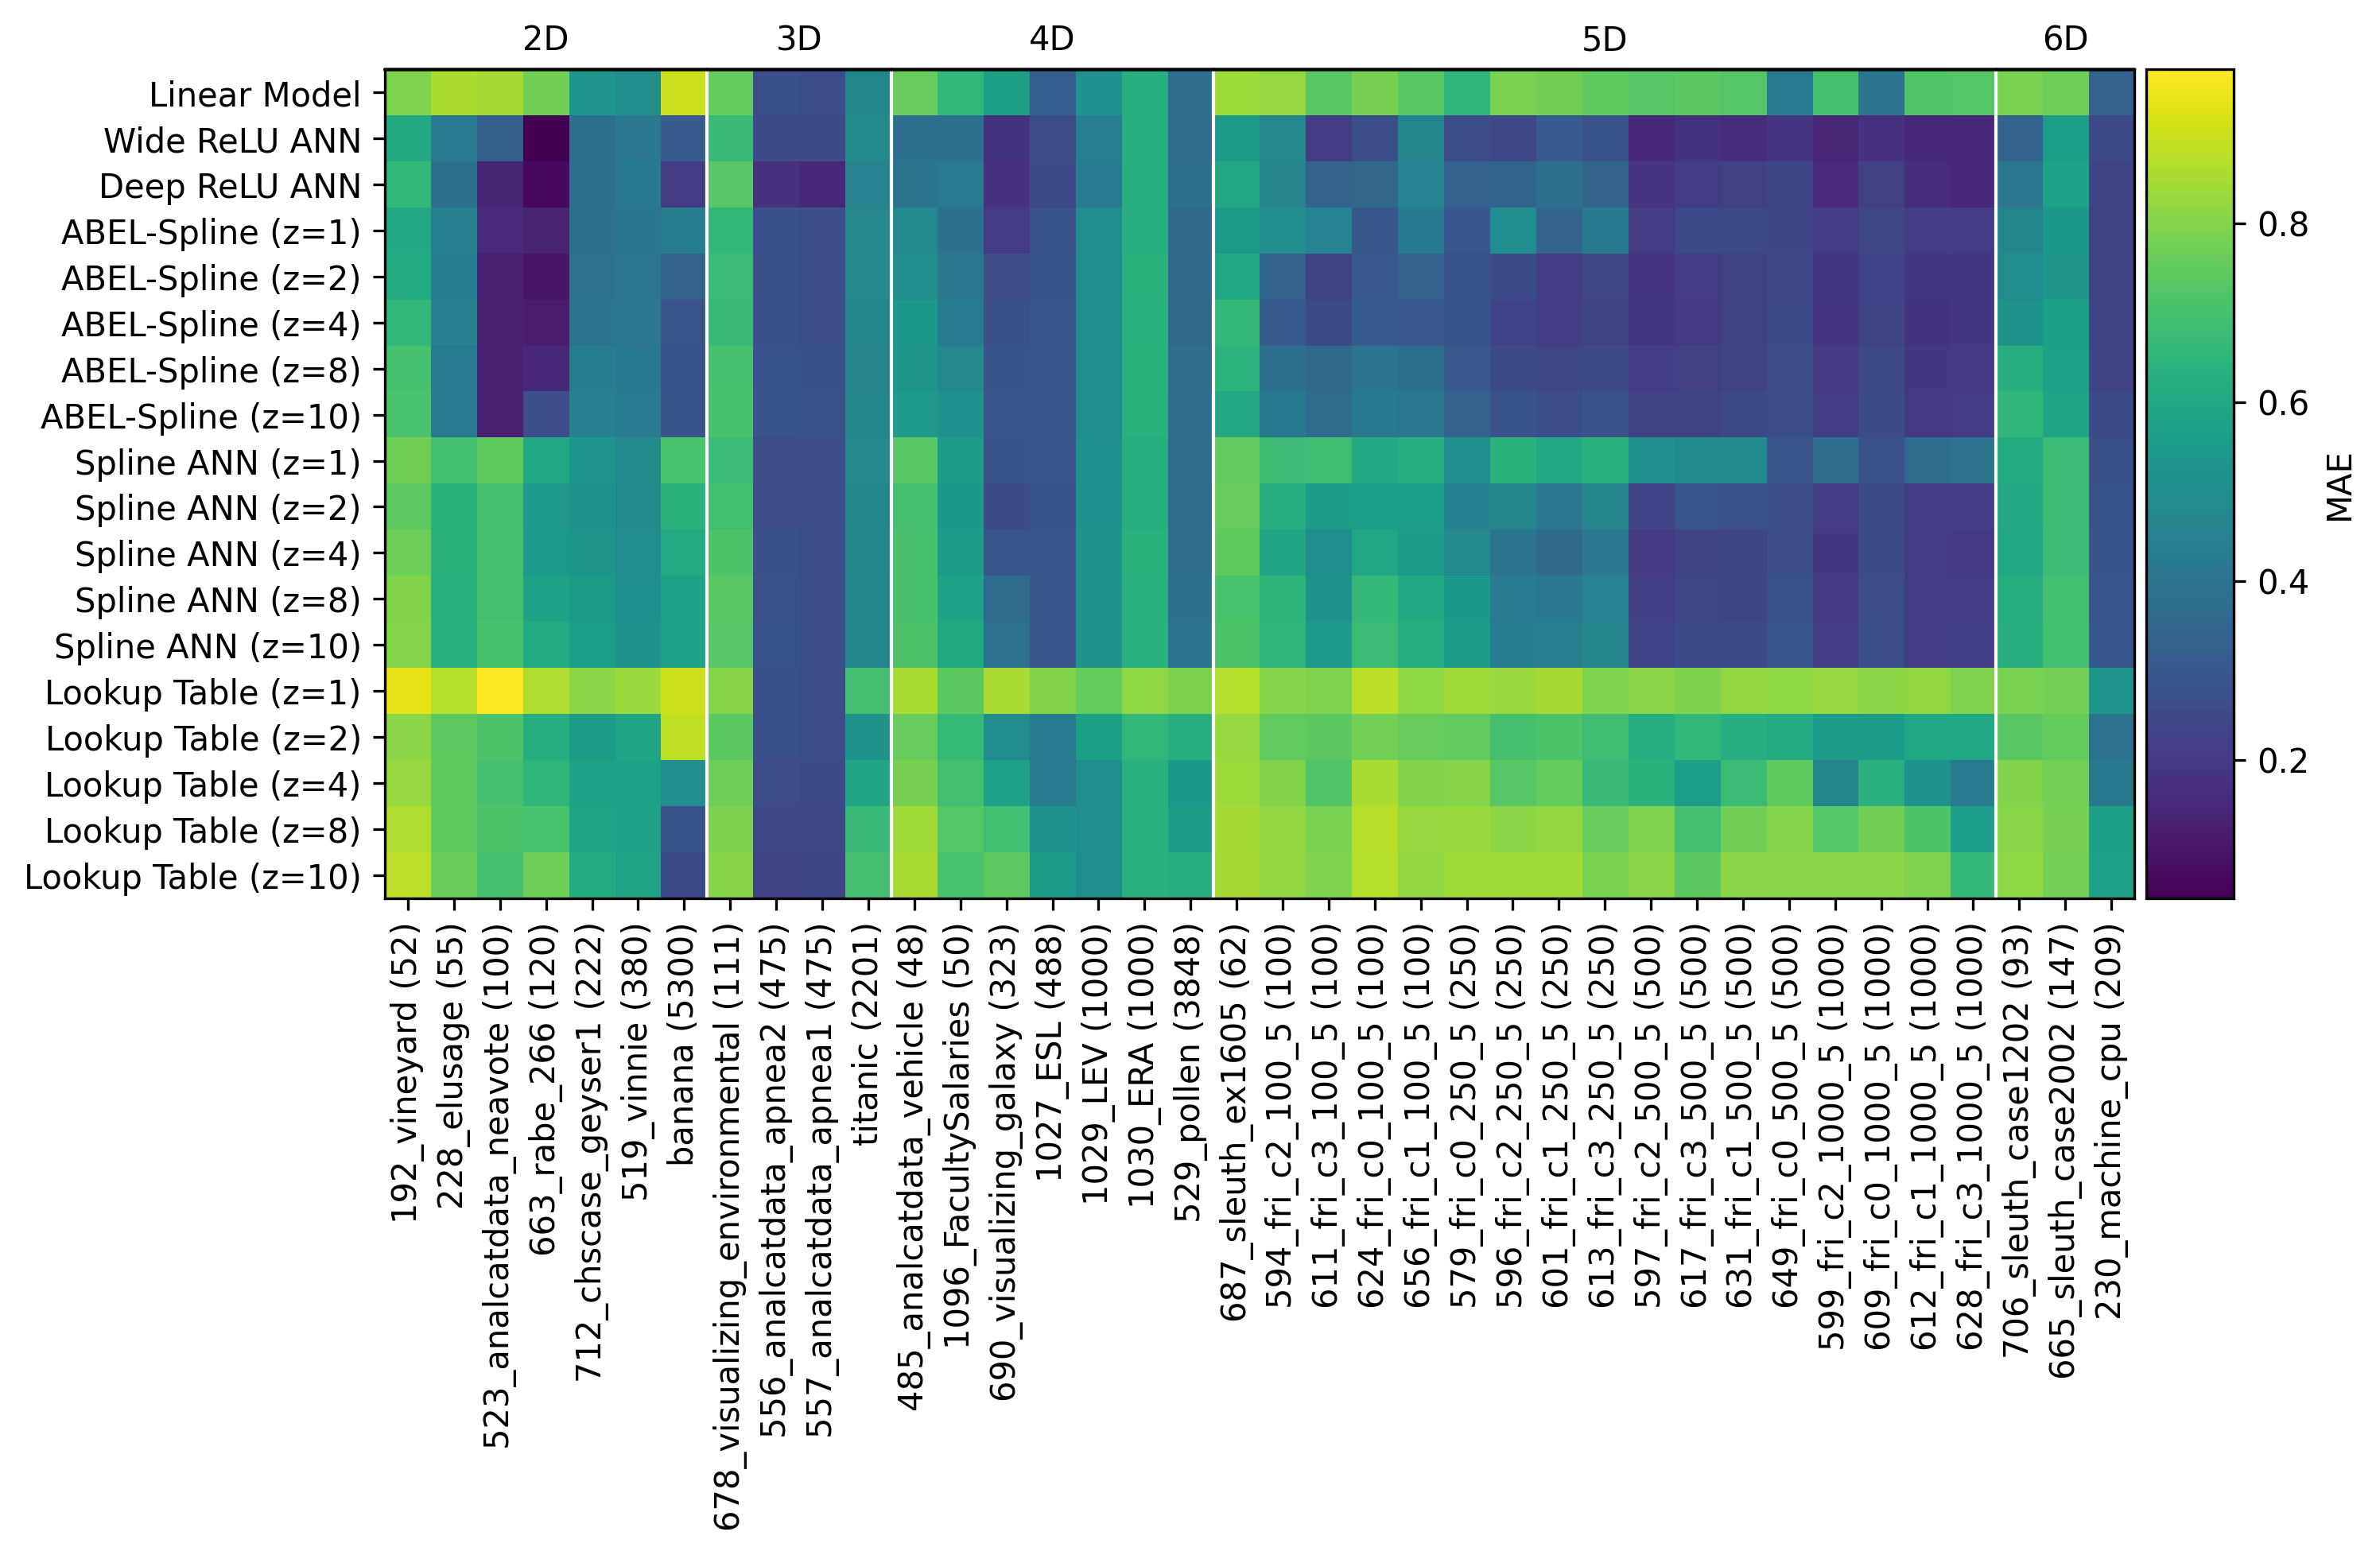 2D 3D 4D 5D 6D
Linear Model
Wide ReLU ANN
Deep ReLU ANN
ABEL-Spline (z=1)
ABEL-Spline (z=2)
ABEL-Spline (z=4)
ABEL-Spline (z=8)
ABEL-Spline (z=10)
Spline ANN (z=1)
Spline ANN (z=2)
Spline ANN (z=4)
Spline ANN (z=8)
Spline ANN (z=10)
Lookup Table (z=1)
Lookup Table (z=2)
Lookup Table (z=4)
Lookup Table (z=8)
Lookup Table (z=10)
192_vineyard (52)
228_elusage (55)
523_analcatdata_neavote (100)
663_rabe_266 (120)
712_chscase_geyser1 (222)
519_vinnie (380)
banana (5300)
678_visualizing_environmental (111)
556_analcatdata_apnea2 (475)
557_analcatdata_apnea1 (475)
titanic (2201)
485_analcatdata_vehicle (48)
1096_FacultySalaries (50)
690_visualizing_galaxy (323)
1027_ESL (488)
1029_LEV (1000)
1030_ERA (1000)
529_pollen (3848)
687_sleuth_ex1605 (62)
594_fri_c2_100_5 (100)
611_fri_c3_100_5 (100)
624_fri_c0_100_5 (100)
656_fri_c1_100_5 (100)
579_fri_c0_250_5 (250)
596_fri_c2_250_5 (250)
601_fri_c1_250_5 (250)
613_fri_c3_250_5 (250)
597_fri_c2_500_5 (500)
617_fri_c3_500_5 (500)
631_fri_c1_500_5 (500)
649_fri_c0_500_5 (500)
599_fri_c2_1000_5 (1000)
609_fri_c0_1000_5 (1000)
612_fri_c1_1000_5 (1000)
628_fri_c3_1000_5 (1000)
706_sleuth_case1202 (93)
665_sleuth_case2002 (147)
230_machine_cpu (209)
0.8
0.6
0.4
0.2
MAE